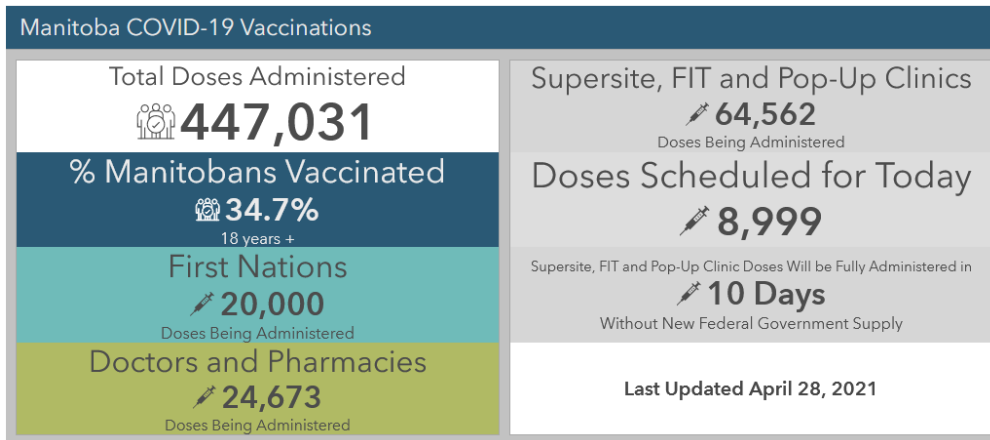 Manitoba COVID-19 Vaccinations
Total Doses Administered
447,031
% Manitobans Vaccinated
34.7%
18 years +
First Nations
20,000
Doses Being Administered
Doctors and Pharmacies
24,673
Doses Being Administered
Supersite, FIT and Pop-Up Clinics
64,562
Doses Being Administered
Doses Scheduled for Today
8,999
Supersite, FIT and Pop-Up Clinic Doses Will be Fully Administered in
10 Days
Without New Federal Government Supply
Last Updated April 28, 2021